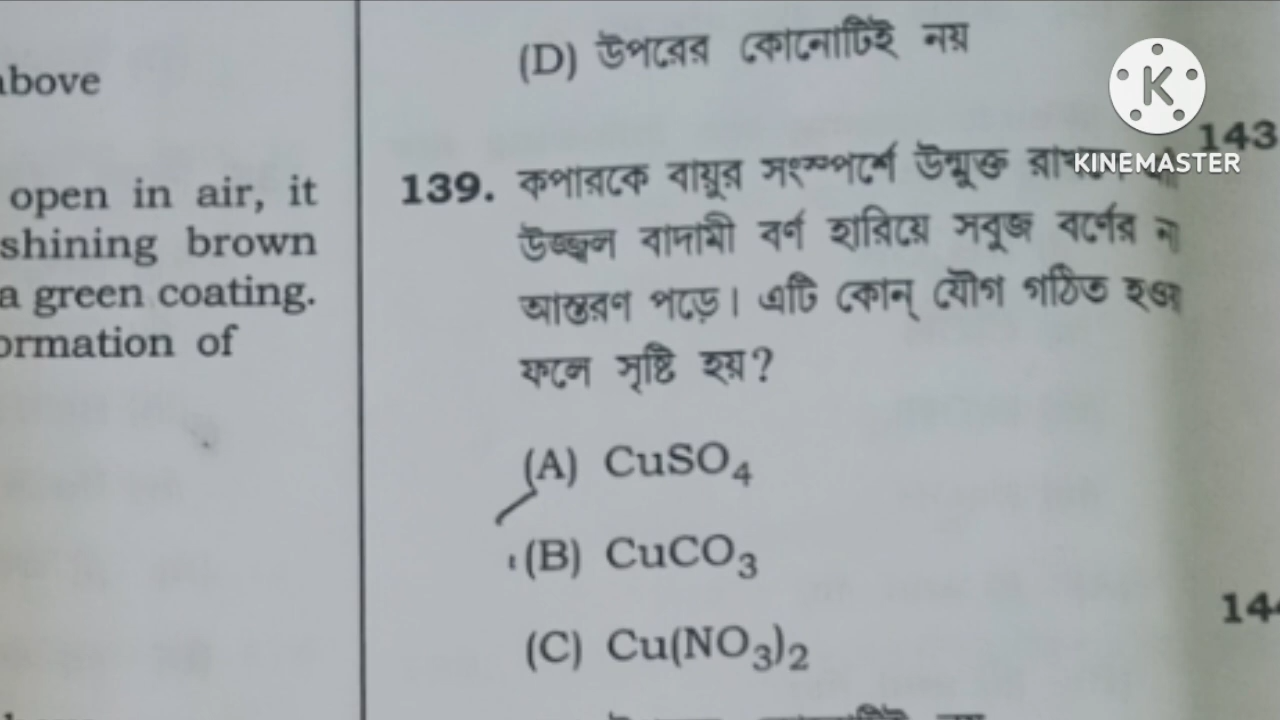 above
open in air, it
shining brown
a green coating.
ormation of
(D) উপরের কোনোটিই নয়
139. কপারকে বায়ুর সংস্পর্শে উন্মুক্ত
উজ্জ্বল বাদামী বর্ণ হারিয়ে সবুজ বর্ণের
আস্তরণ পড়ে। এটি কোন্ যৌগ গঠিত
ফলে সৃষ্টি হয়?
(A) CuSO4
(B) CuCO3
(C) Cu(NO3)2
143
KINEMASTER